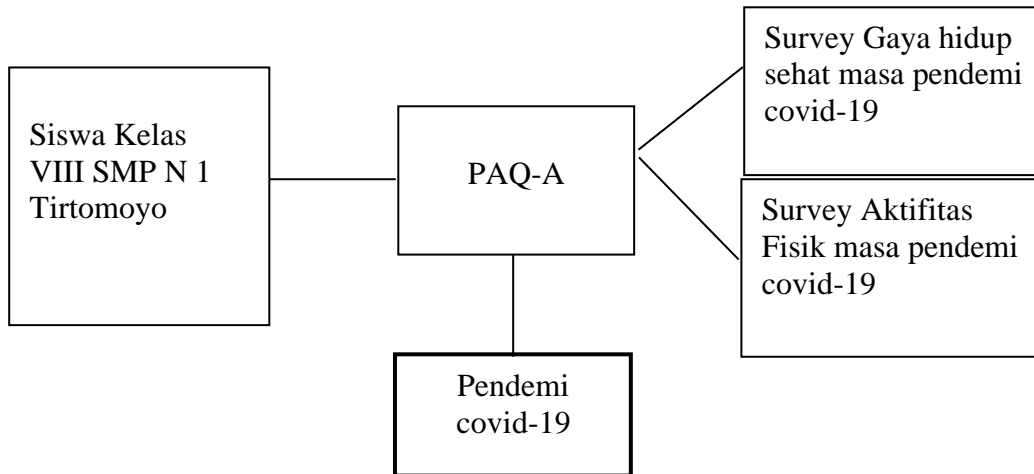 Siswa Kelas
VIII SMP N 1
Tirtomoyo
PAQ-A
Survey Gaya hidup
sehat masa pendemi
covid-19
Survey Aktifitas
Fisik masa pendemi
covid-19
Pendemi
covid-19